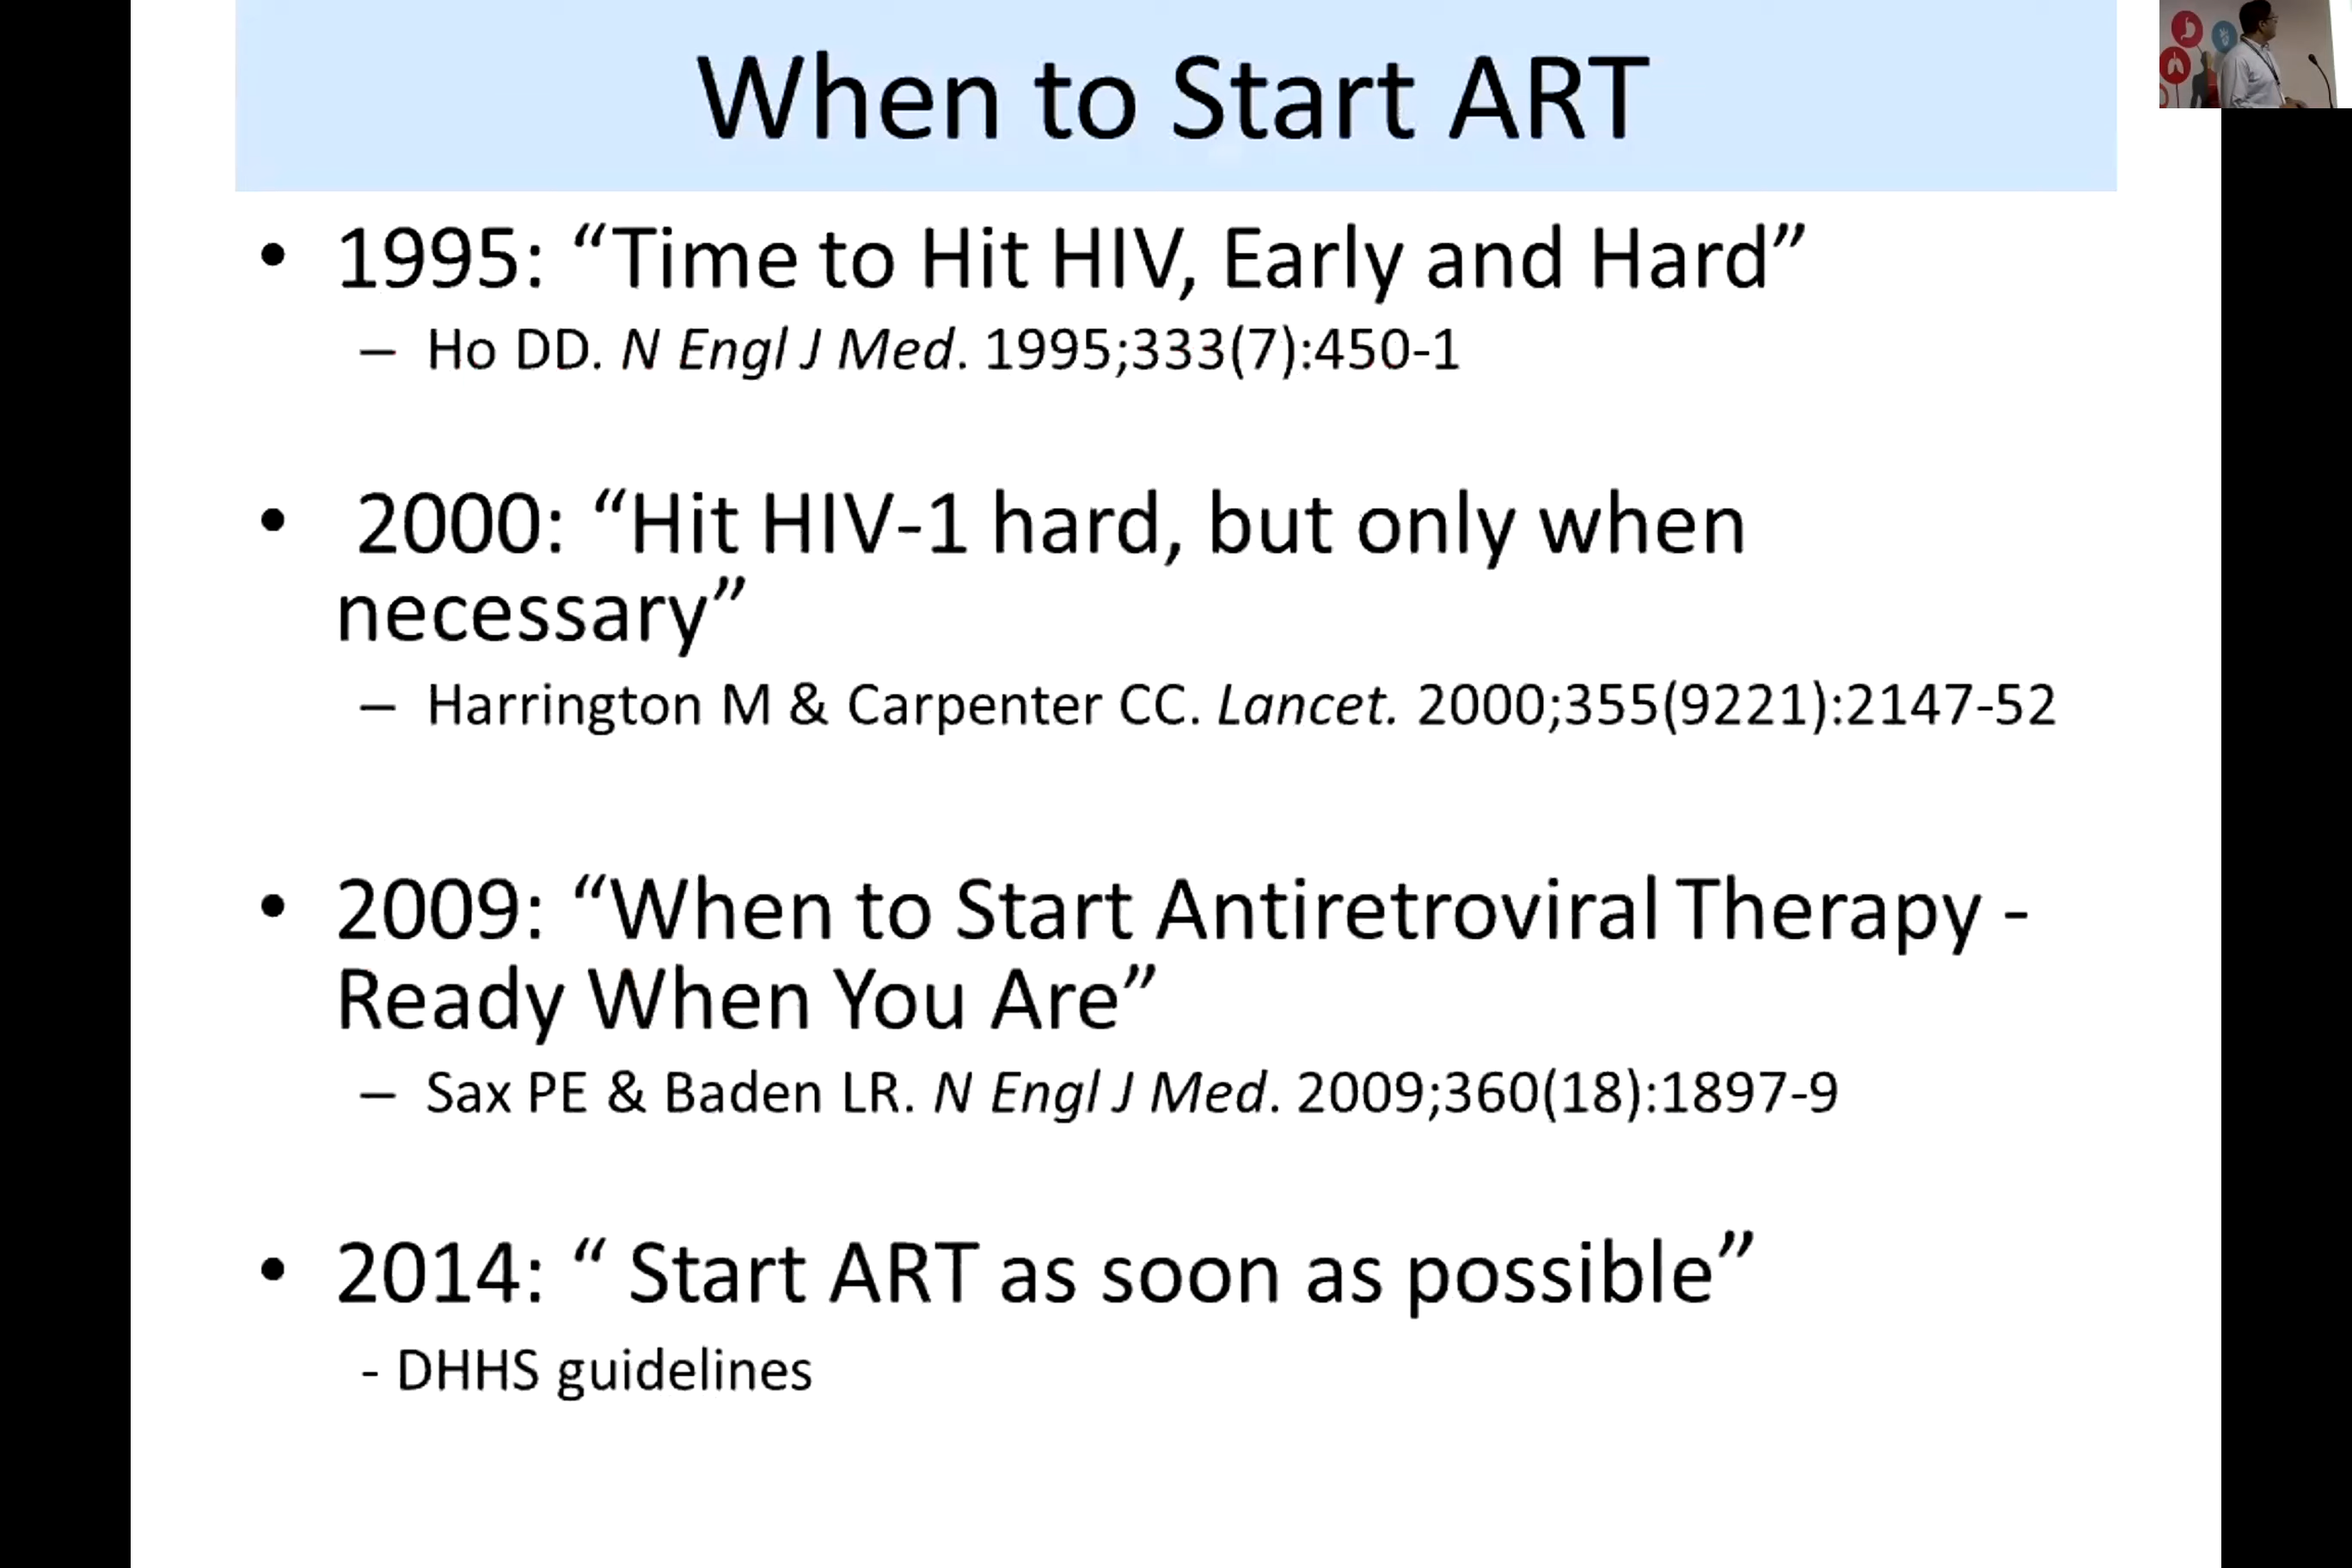 When to Start ART
• 1995: “Time to Hit HIV, Early and Hard”
– Ho DD. N Engl J Med. 1995;333(7):450-1
• 2000: “Hit HIV-1 hard, but only when
necessary”
– Harrington M & Carpenter CC. Lancet. 2000;355(9221):2147-52
• 2009: “When to Start Antiretroviral Therapy -
Ready When You Are”
– Sax PE & Baden LR. N Engl J Med. 2009;360(18):1897-9
• 2014: “ Start ART as soon as possible”
- DHHS guidelines